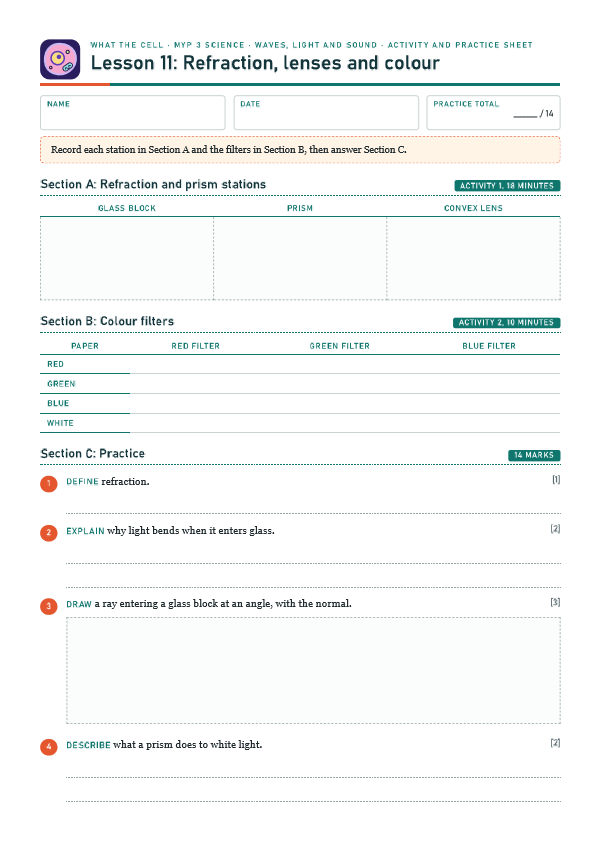 WHAT THE CELL · MYP 3 SCIENCE · WAVES, LIGHT AND SOUND · ACTIVITY AND PRACTICE SHEET
Lesson 11: Refraction, lenses and colour
NAME
DATE
PRACTICE TOTAL
_____ / 14
Record each station in Section A and the filters in Section B, then answer Section C.
Section A: Refraction and prism stations
ACTIVITY 1, 18 MINUTES
GLASS BLOCK PRISM CONVEX LENS
Section B: Colour filters
ACTIVITY 2, 10 MINUTES
PAPER RED FILTER GREEN FILTER BLUE FILTER
RED
GREEN
BLUE
WHITE
Section C: Practice
14 MARKS
1 DEFINE refraction. [1]
2 EXPLAIN why light bends when it enters glass. [2]
3 DRAW a ray entering a glass block at an angle, with the normal. [3]
4 DESCRIBE what a prism does to white light. [2]